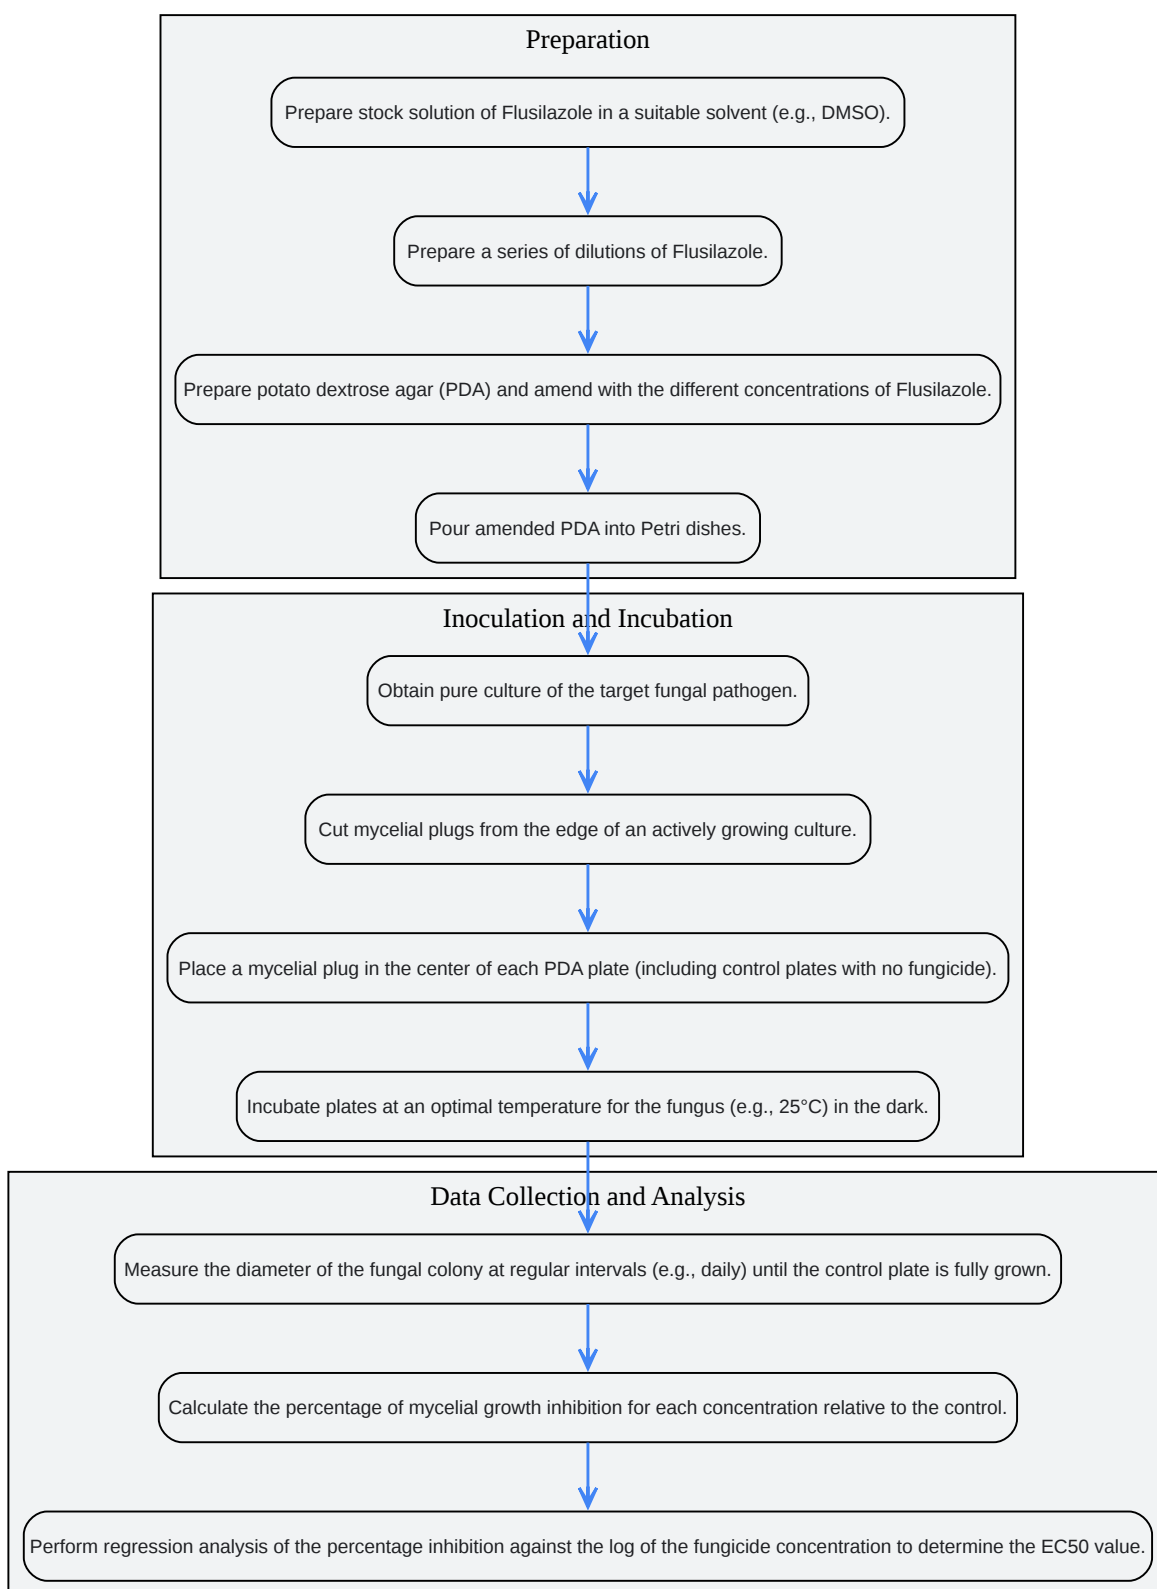 Preparation
Prepare stock solution of Flusilazole in a suitable solvent (e.g., DMSO).
Prepare a series of dilutions of Flusilazole.
Prepare potato dextrose agar (PDA) and amend with the different concentrations of Flusilazole.
Pour amended PDA into Petri dishes.
Inoculation and Incubation
Obtain pure culture of the target fungal pathogen.
Cut mycelial plugs from the edge of an actively growing culture.
Place a mycelial plug in the center of each PDA plate (including control plates with no fungicide).
Incubate plates at an optimal temperature for the fungus (e.g., 25°C) in the dark.
Data Collection and Analysis
Measure the diameter of the fungal colony at regular intervals (e.g., daily) until the control plate is fully grown.
Calculate the percentage of mycelial growth inhibition for each concentration relative to the control.
Perform regression analysis of the percentage inhibition against the log of the fungicide concentration to determine the EC50 value.